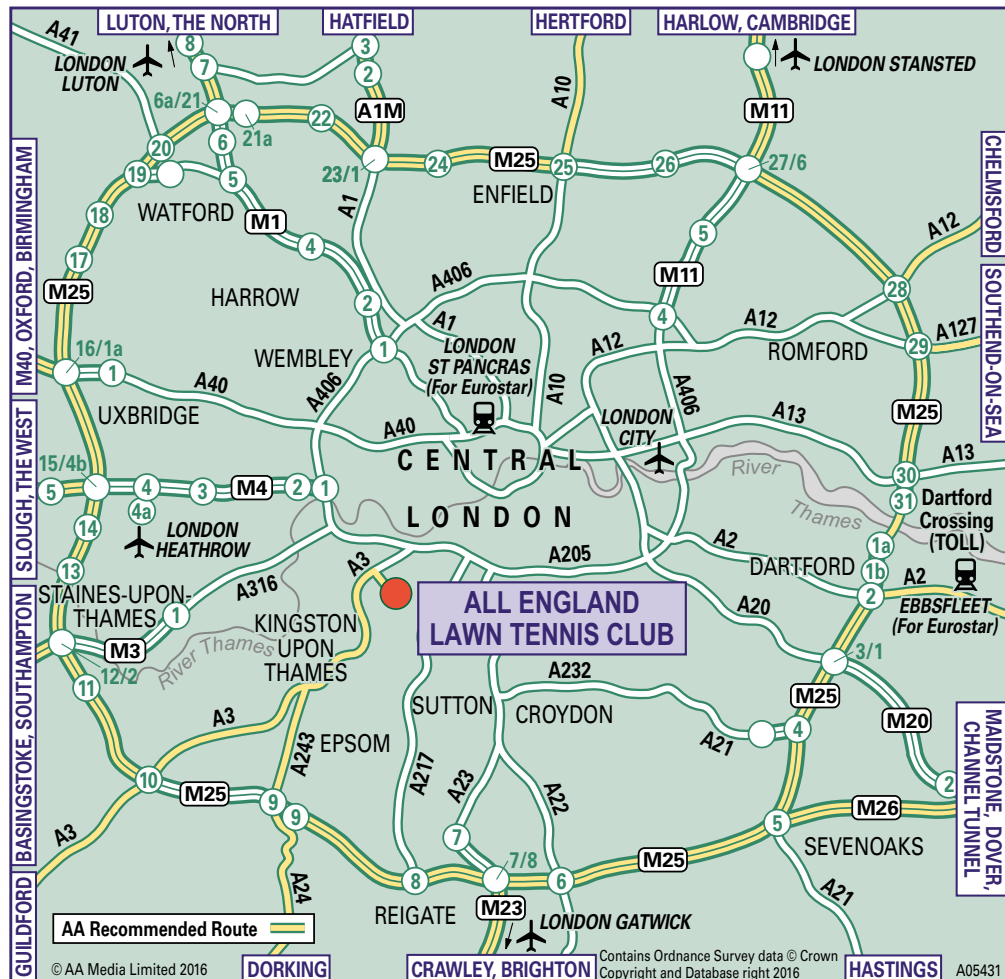 LUTON, THE NORTH
HATFIELD
HERTFORD
HARLOW, CAMBRIDGE
A41
8
3
LONDON
LUTON
7
2
A10
LONDON STANSTED
6a/21
A1M
M11
21a
22
20
6
23/1
24
M25
25
26
27/6
19
5
ENFIELD
WATFORD
A1
CHELMSFORD
M40, OXFORD, BIRMINGHAM
18
M1
4
5
A12
17
M11
A406
M25
HARROW
2
28
4
A1
A12
A12
A127
SOUTHEND-ON-SEA
16/1a
WEMBLEY
1
LONDON
ST PANCRAS
(For Eurostar)
ROMFORD
29
1
A40
A406
A10
A406
M25
UXBRIDGE
A40
LONDON
CITY
A13
SLOUGH, THE WEST
15/4b
CENTRAL
River
30
A13
5
4
3
M4
2
1
31
4a
LONDON
Thames
Dartford
Crossing
(TOLL)
14
LONDON
HEATHROW
A205
A2
1a
13
A3
DARTFORD
1b
A2
STAINES-UPON-
THAMES
A316
2
EBBSFLEET
(For Eurostar)
1
ALL ENGLAND
LAWN TENNIS CLUB
A20
KINGSTON
UPON
THAMES
M3
River Thames
3/1
12/2
BASINGSTOKE, SOUTHAMPTON
11
A232
M25
A3
SUTTON
CROYDON
M20
A21
4
EPSOM
A243
A217
MAIDSTONE, DOVER,
CHANNEL TUNNEL
10
M25
A23
A22
2
9
9
M26
A3
7
5
7/8
M25
SEVENOAKS
8
6
A24
REIGATE
M23
A21
GUILDFORD
LONDON GATWICK
AA Recommended Route
© AA Media Limited 2016
DORKING
CRAWLEY, BRIGHTON
Contains Ordnance Survey data © Crown
Copyright and Database right 2016
HASTINGS
A05431